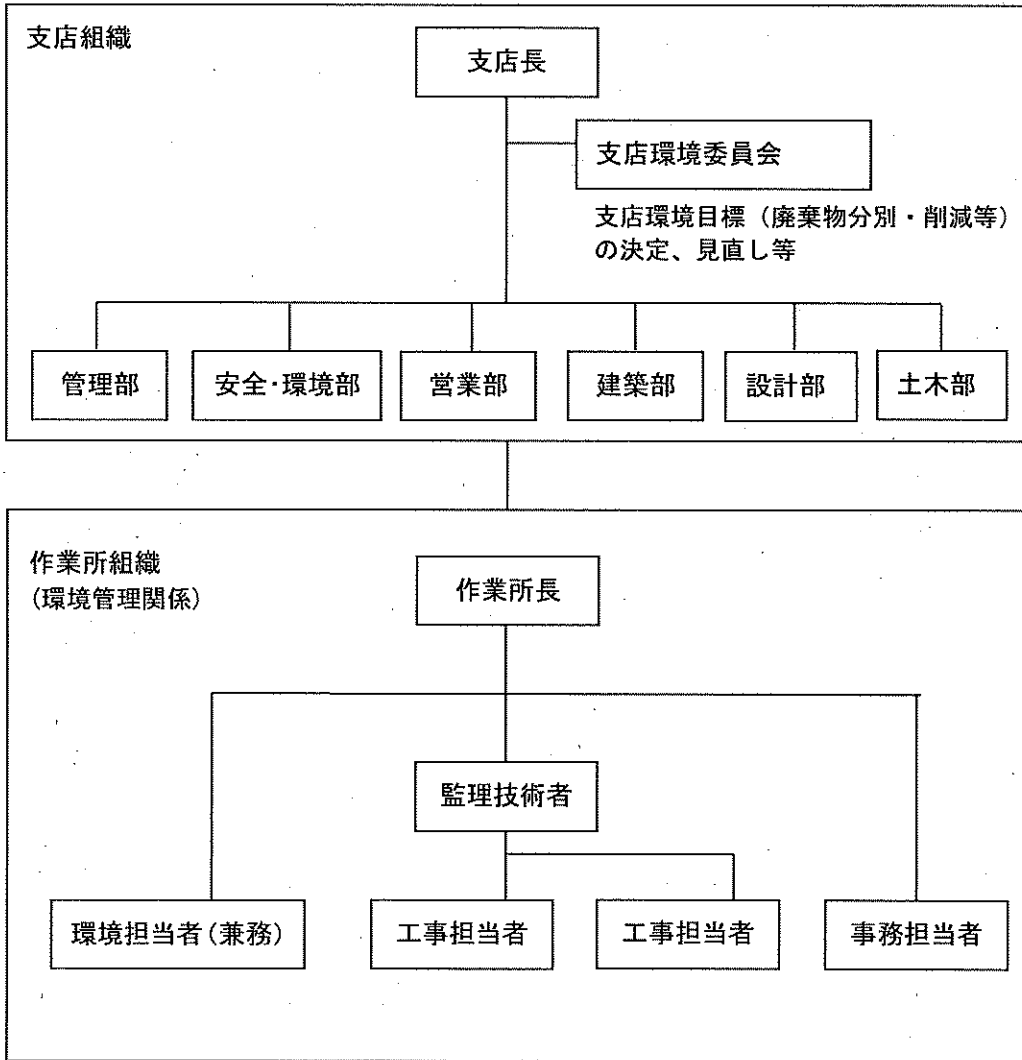 支店組織
支店長
支店環境委員会
支店環境目標（廃棄物分別・削減等）
の決定、見直し等
管理部
安全・環境部
営業部
建築部
設計部
土木部
作業所組織
(環境管理関係)
作業所長
監理技術者
環境担当者(兼務)
工事担当者
工事担当者
事務担当者